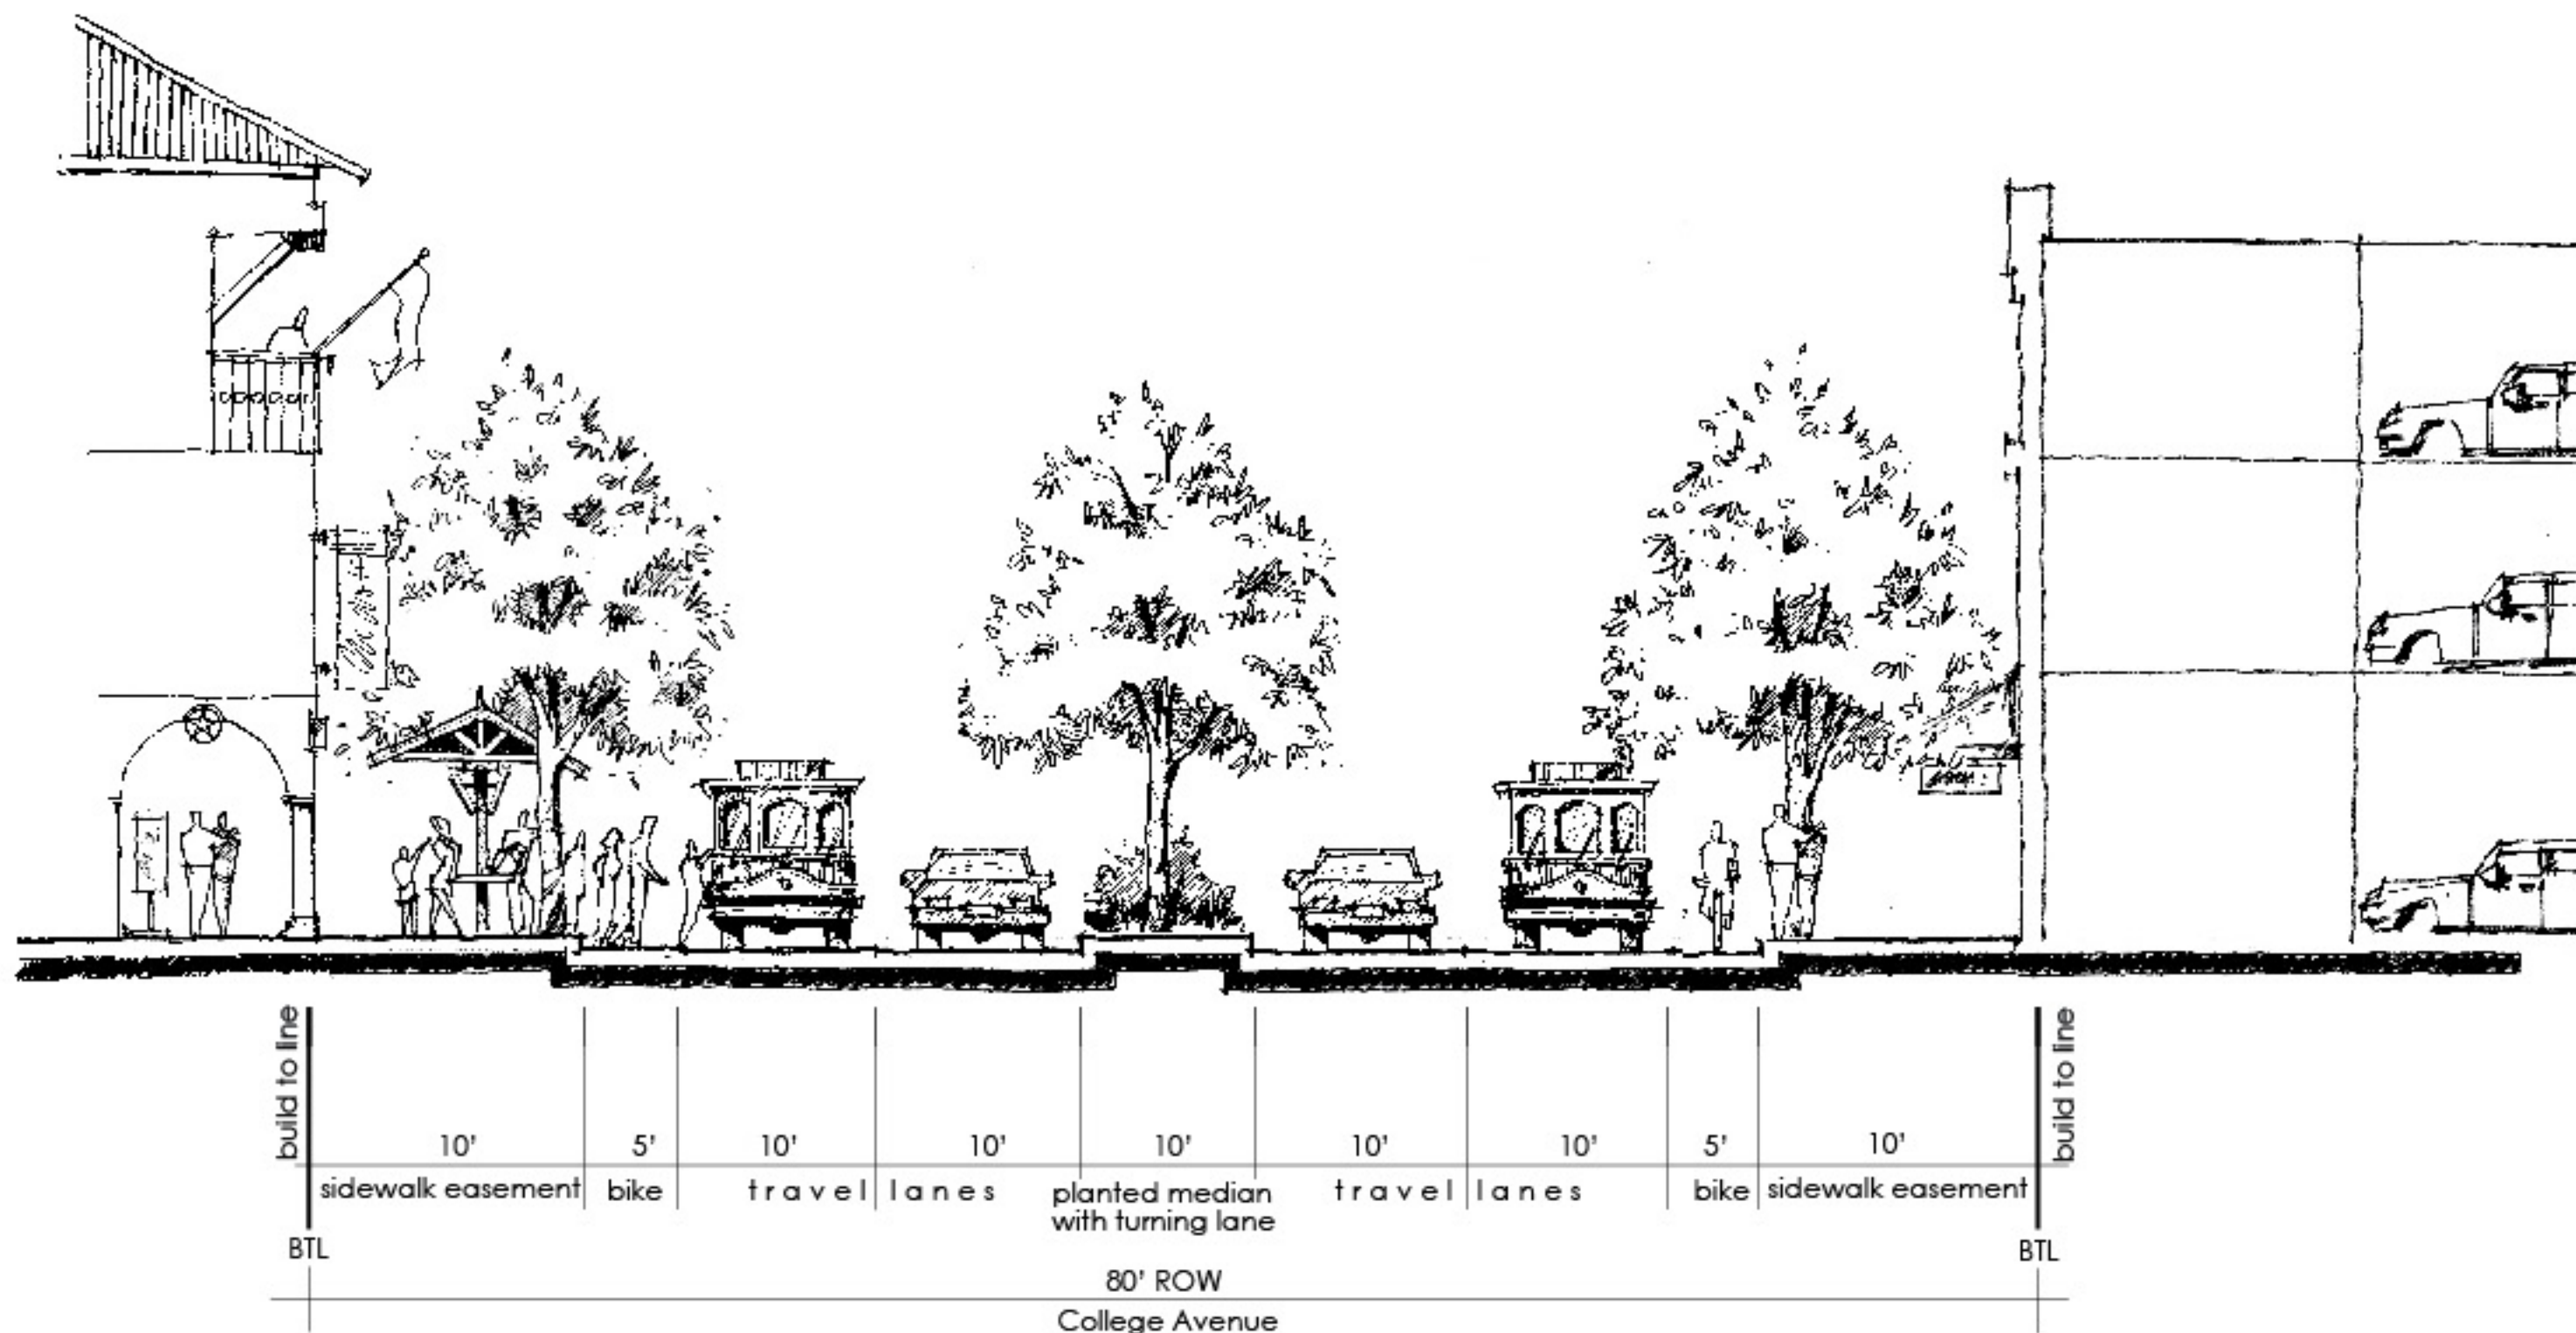 build to line
build to line
10' 5' 10' 10' 10' 10' 10' 5' 10'
sidewalk easement bike travel lanes planted median travel lanes bike sidewalk easement
with turning lane
BTL BTL
80' ROW
College Avenue